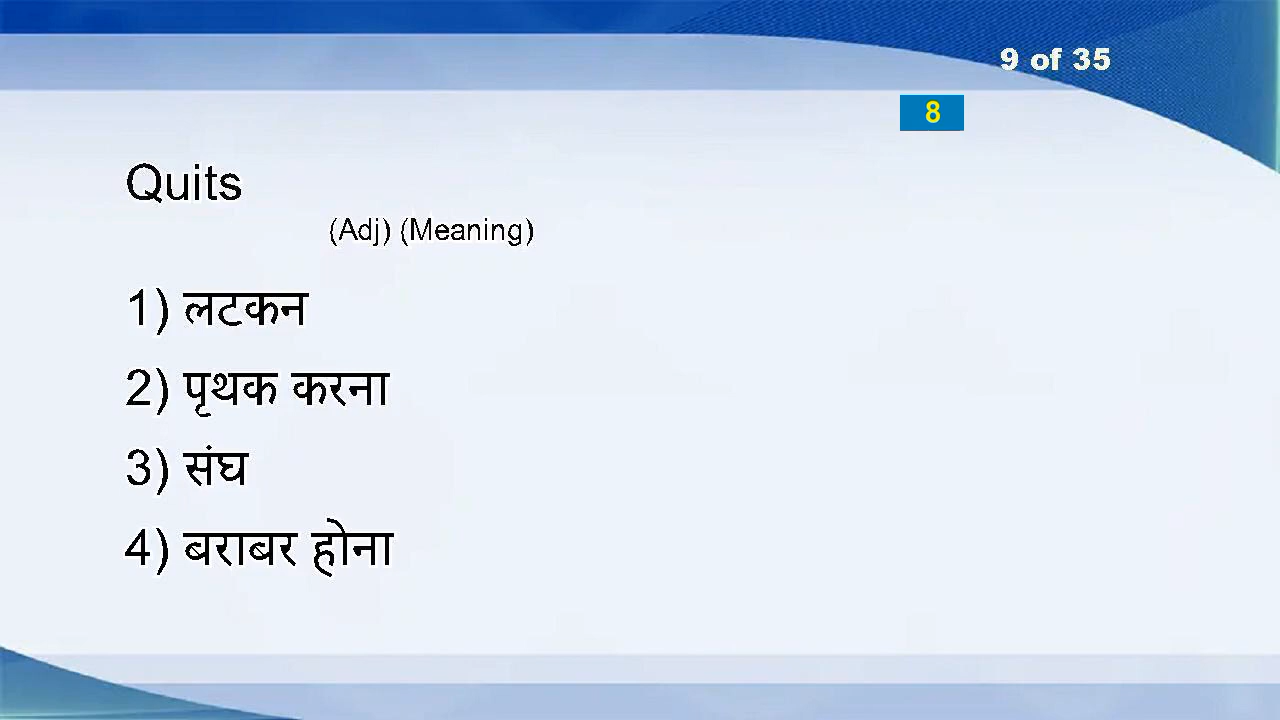 9 of 35
8
Quits
(Adj) (Meaning)
1) लटकन
2) पृथक करना
3) संघ
4) बराबर होना